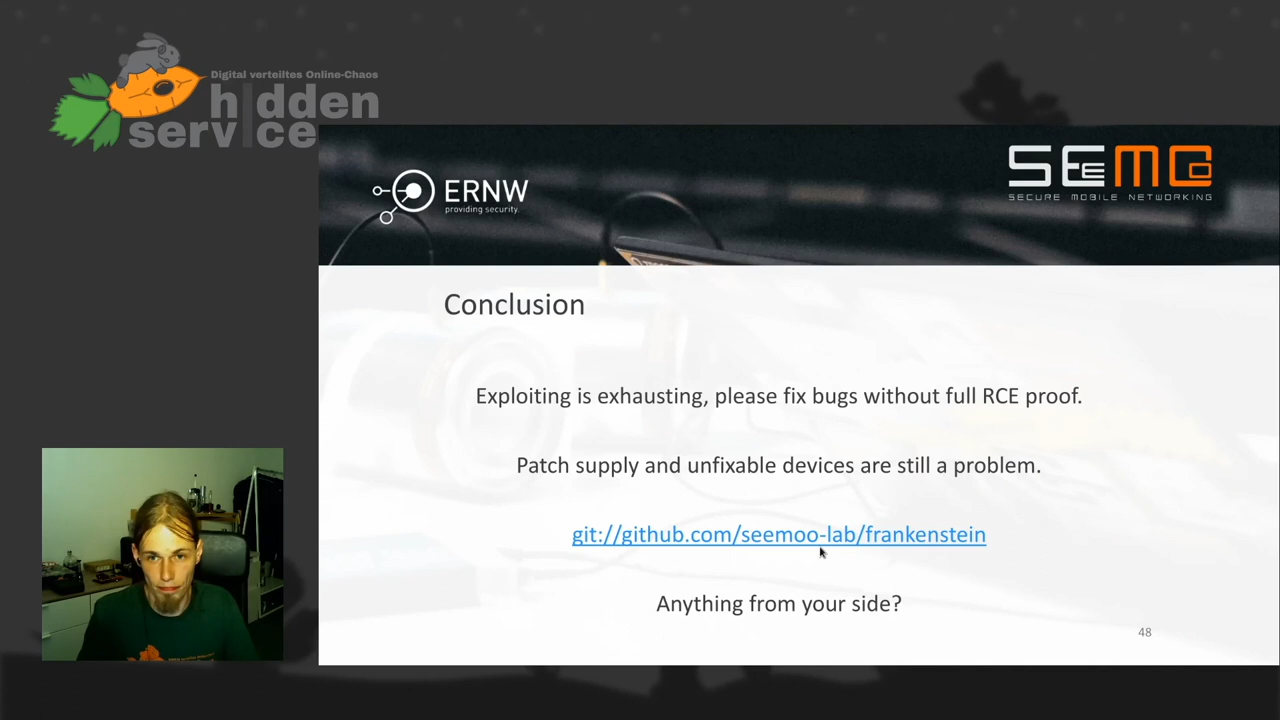 Digital verteiltes Online-Chaos
hidden
service
ERNW
providing security.
SEEMOO
SECURE MOBILE NETWORKING
Conclusion
Exploiting is exhausting, please fix bugs without full RCE proof.
Patch supply and unfixable devices are still a problem.
git://github.com/seemoo-lab/frankenstein
Anything from your side?
48